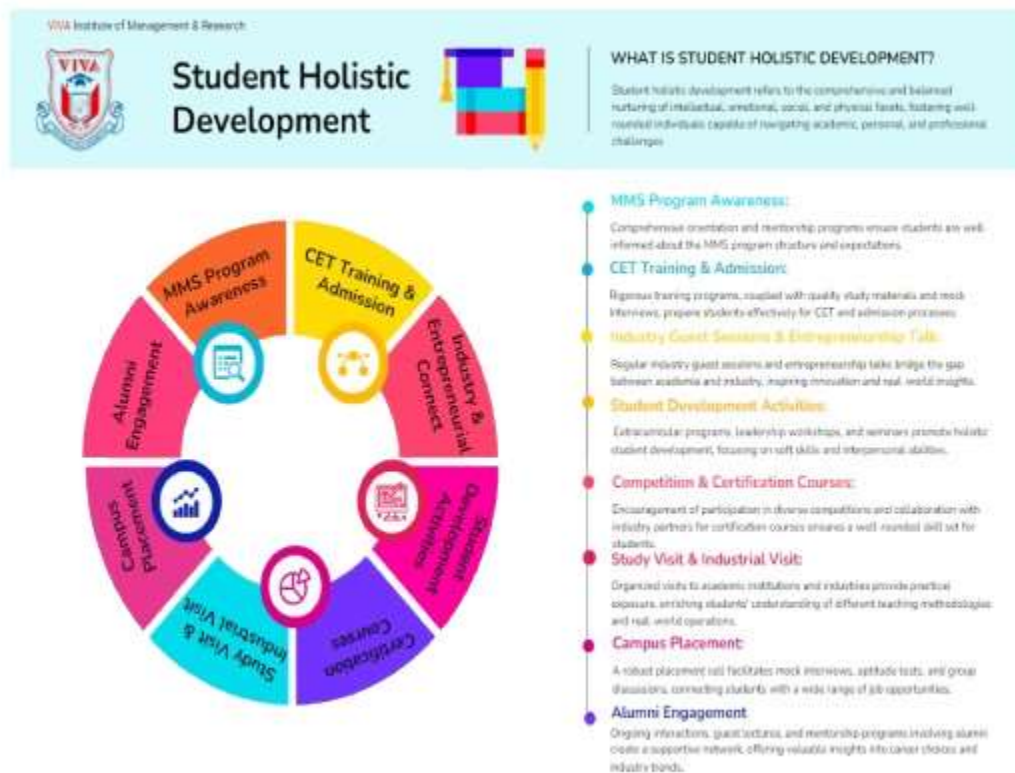 VIVA Institute of Management & Research
VIVA
Student Holistic
Development
WHAT IS STUDENT HOLISTIC DEVELOPMENT?
Student holistic development refers to the comprehensive and balanced
nurturing of intellectual, emotional, social, and physical facets, fostering well-
rounded individuals capable of navigating academic, personal, and professional
challenges
MMS Program
Awareness
CET Training &
Admission
Industry &
Entrepreneurial
Connect
Student
Development
Activities
Certification
Courses
Study Visit &
Industrial Visit
Campus
Placement
Alumni
Engagement
MMS Program Awareness:
Comprehensive orientation and mentorship programs ensure students are well-
informed about the MMS program structure and expectations.
CET Training & Admission:
Rigorous training programs, coupled with quality study materials and mock
interviews, prepare students effectively for CET and admission processes.
Industry Guest Sessions & Entrepreneurship Talk:
Regular industry guest sessions and entrepreneurship talks bridge the gap
between academia and industry, inspiring innovation and real-world insights.
Student Development Activities:
Extracurricular programs, leadership workshops, and seminars promote holistic
student development, focusing on soft skills and interpersonal abilities.
Competition & Certification Courses:
Encouragement of participation in diverse competitions and collaboration with
industry partners for certification courses ensures a well-rounded skill set for
students.
Study Visit & Industrial Visit:
Organized visits to academic institutions and industries provide practical
exposure, enriching students' understanding of different teaching methodologies
and real-world operations.
Campus Placement:
A robust placement cell facilitates mock interviews, aptitude tests, and group
discussions, connecting students with a wide range of job opportunities.
Alumni Engagement
Ongoing interactions, guest lectures, and mentorship programs involving alumni
create a supportive network, offering valuable insights into career choices and
industry trends.